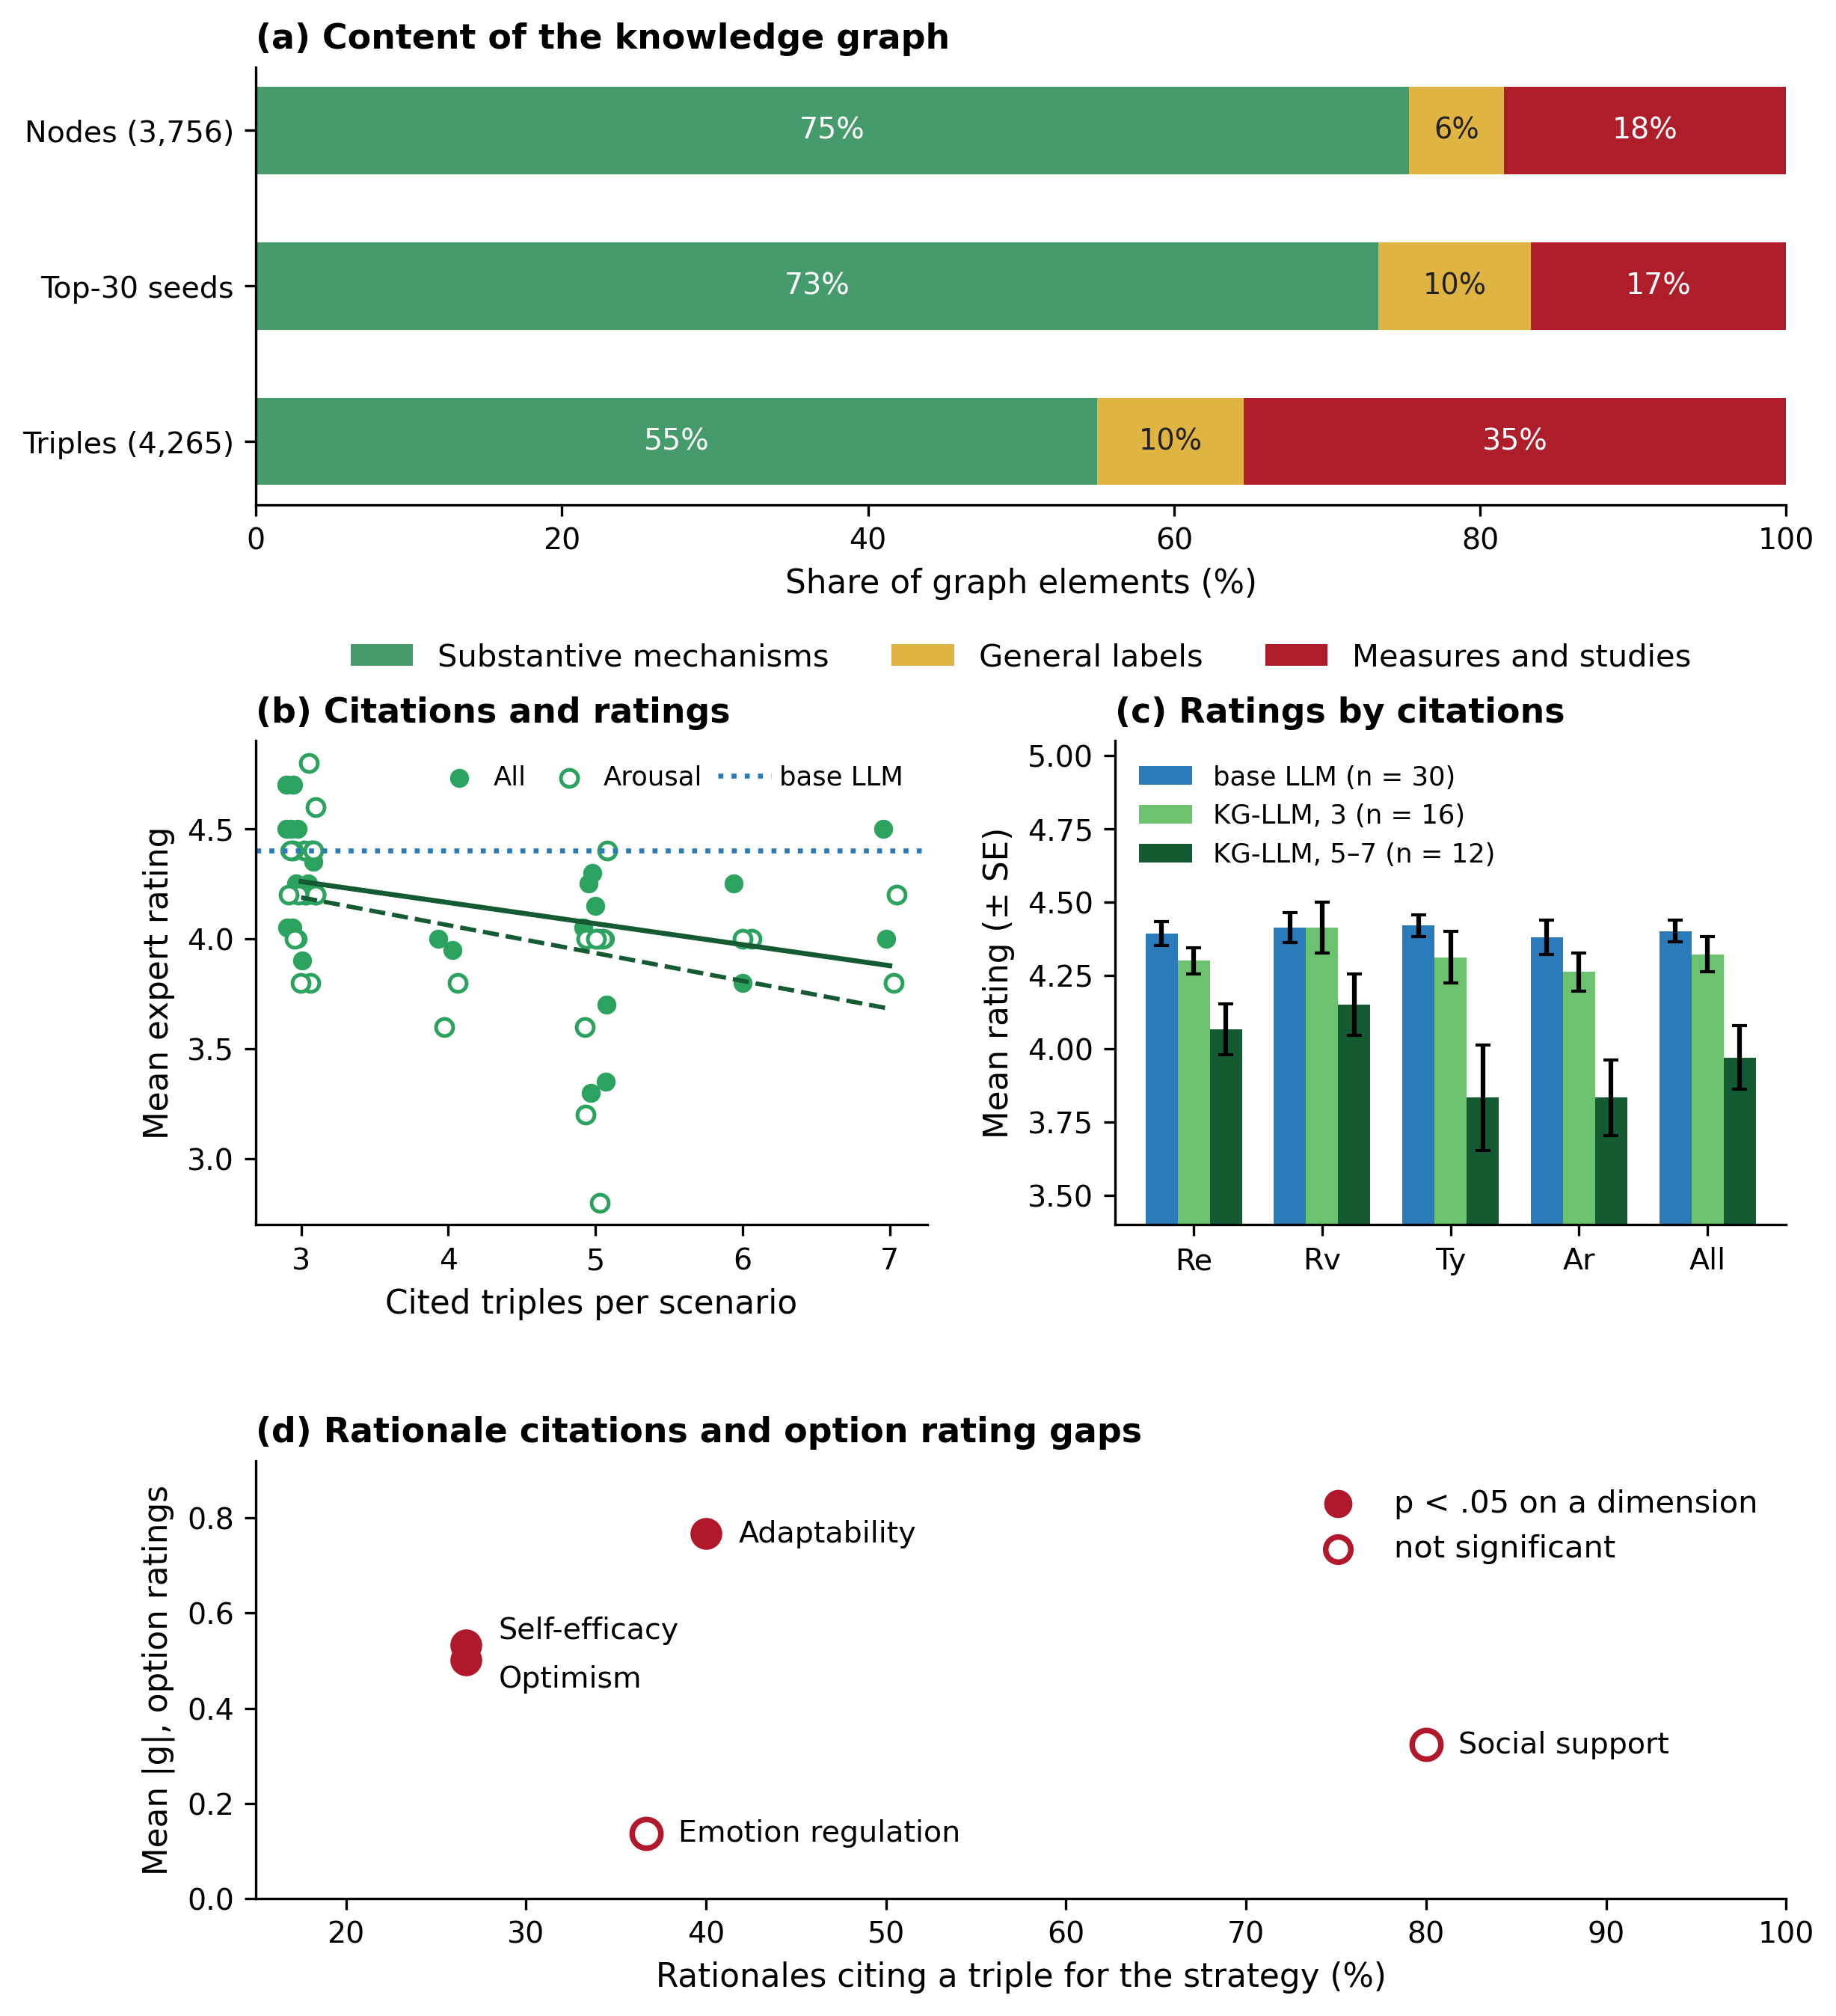 (a) Content of the knowledge graph
Nodes (3,756)
75%
6%
18%
Top-30 seeds
73%
10%
17%
Triples (4,265)
55%
10%
35%
0
20
40
60
80
100
Share of graph elements (%)
Substantive mechanisms
General labels
Measures and studies
(b) Citations and ratings
All
Arousal
base LLM
Mean expert rating
4.5
4.0
3.5
3.0
3
4
5
6
7
Cited triples per scenario
(c) Ratings by citations
base LLM (n = 30)
KG-LLM, 3 (n = 16)
KG-LLM, 5–7 (n = 12)
Mean rating (± SE)
5.00
4.75
4.50
4.25
4.00
3.75
3.50
Re
Rv
Ty
Ar
All
(d) Rationale citations and option rating gaps
p < .05 on a dimension
not significant
Mean |g|, option ratings
0.8
0.6
0.4
0.2
0.0
Adaptability
Self-efficacy
Optimism
Social support
Emotion regulation
20
30
40
50
60
70
80
90
100
Rationales citing a triple for the strategy (%)